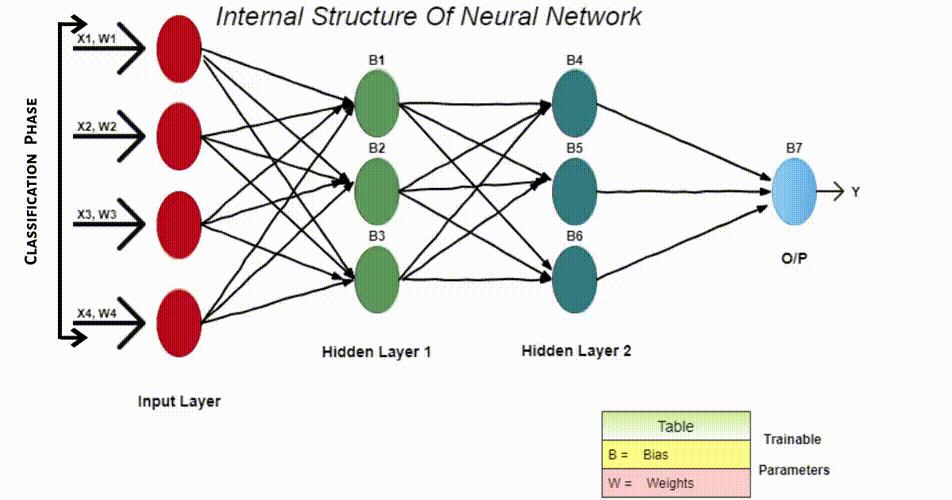 Internal Structure Of Neural Network
CLASSIFICATION PHASE
X1, W1
X2, W2
X3, W3
X4, W4
B1
B2
B3
B4
B5
B6
B7
Y
O/P
Hidden Layer 1
Hidden Layer 2
Input Layer
Table
B = Bias
W = Weights
Trainable
Parameters